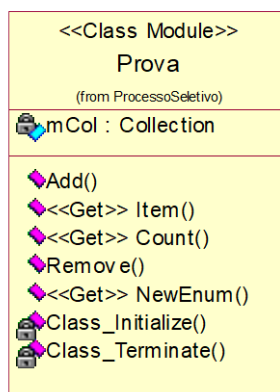 <<Class Module>>
Prova
(from ProcessoSeletivo)
mCol : Collection
Add()
<<Get>> Item()
<<Get>> Count()
Remove()
<<Get>> NewEnum()
Class_Initialize()
Class_Terminate()